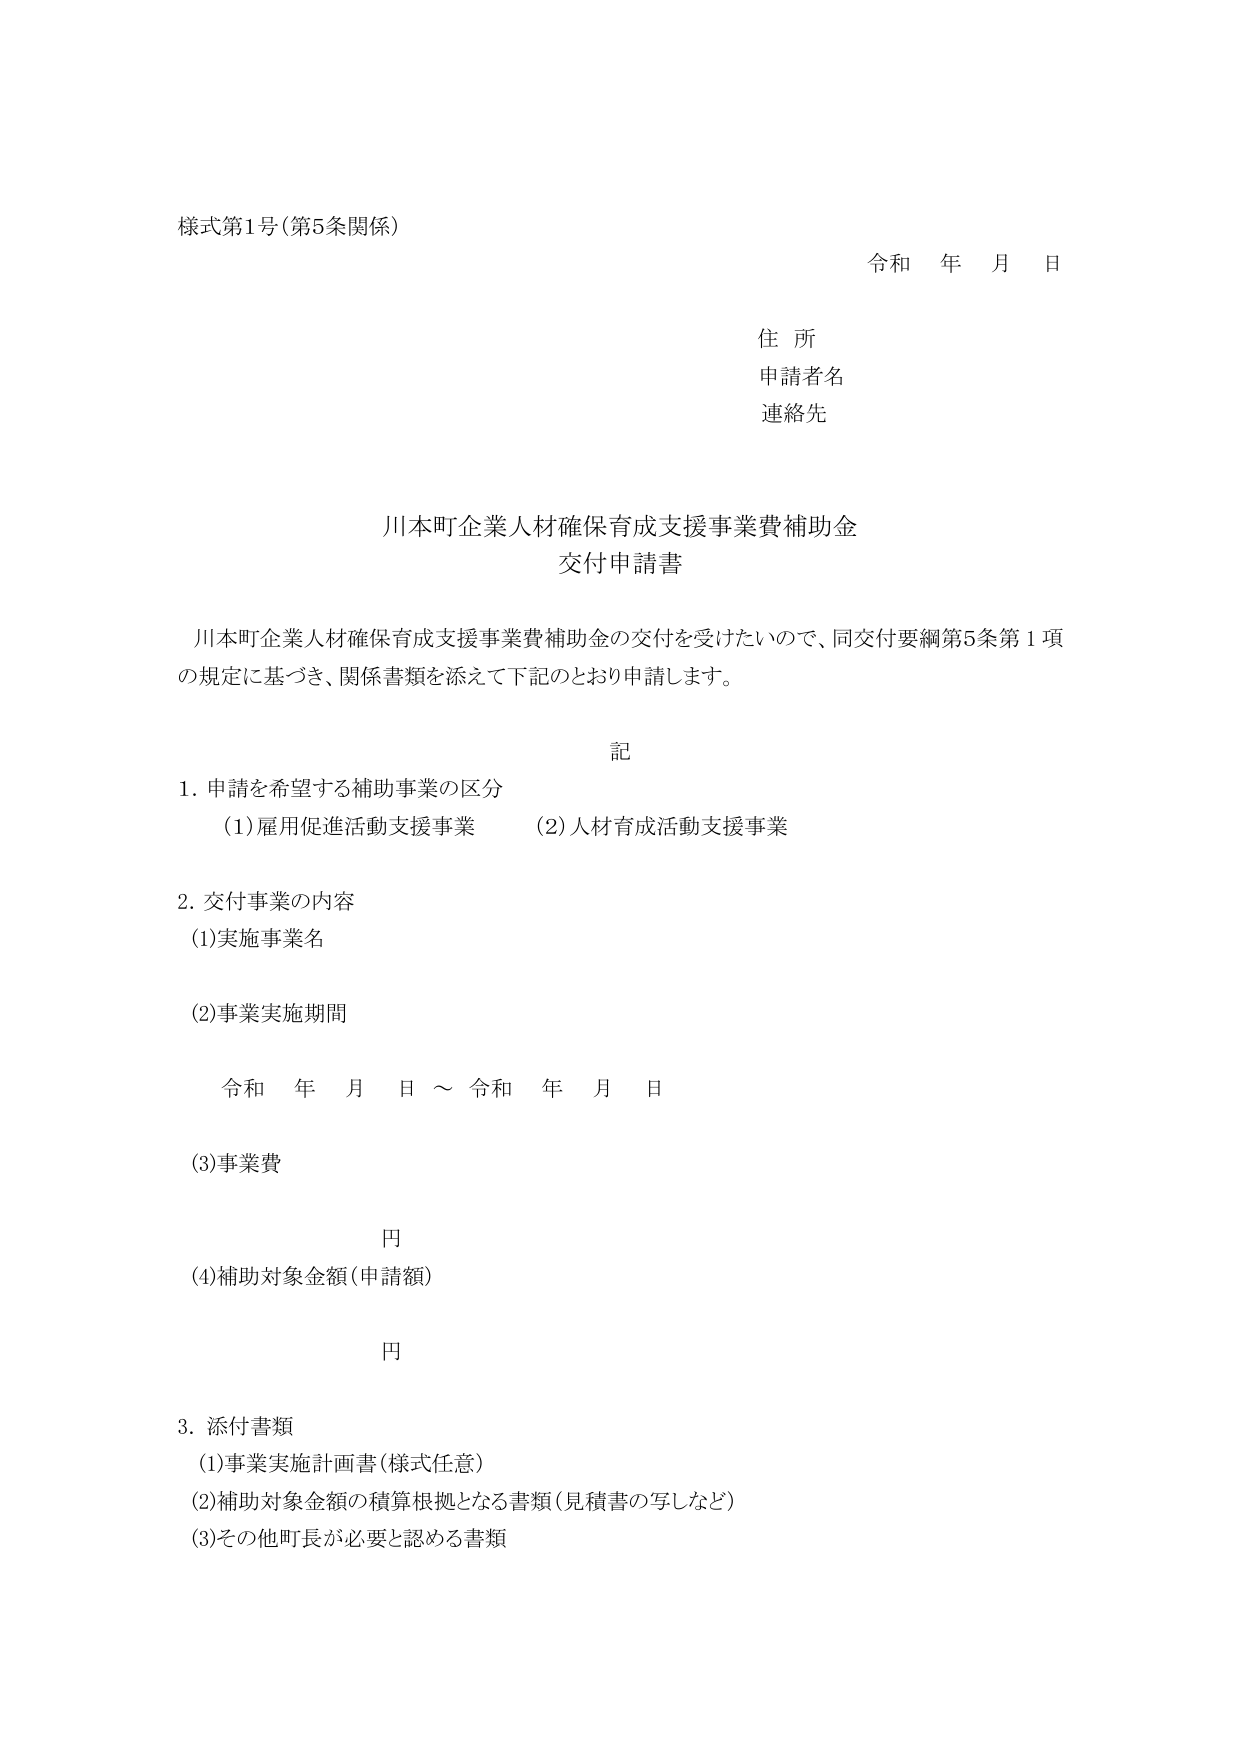 様式第1号（第5条関係）
令和　年　月　日
住 所
申請者名
連絡先
川本町企業人材確保育成支援事業費補助金
交付申請書
川本町企業人材確保育成支援事業費補助金の交付を受けたいので、同交付要綱第5条第１項
の規定に基づき、関係書類を添えて下記のとおり申請します。
記
1. 申請を希望する補助事業の区分
（1）雇用促進活動支援事業　　（2）人材育成活動支援事業
2. 交付事業の内容
(1)実施事業名
(2)事業実施期間
令和　年　月　日 ～ 令和　年　月　日
(3)事業費
円
(4)補助対象金額（申請額）
円
3. 添付書類
(1)事業実施計画書（様式任意）
(2)補助対象金額の積算根拠となる書類（見積書の写しなど）
(3)その他町長が必要と認める書類